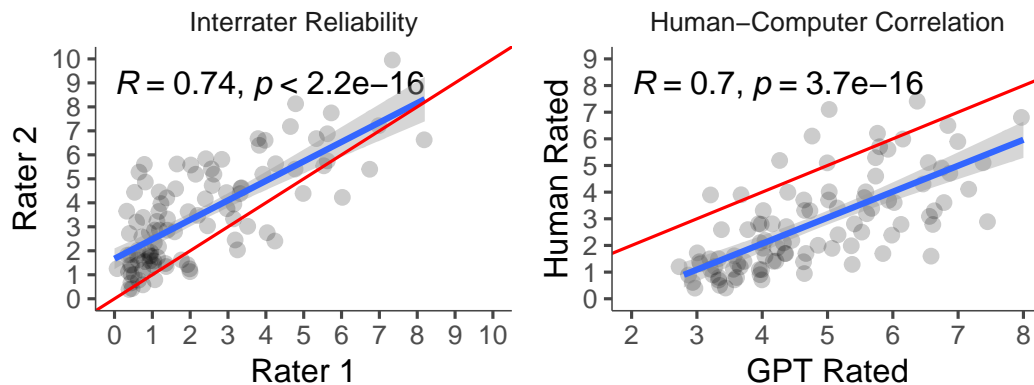 Interrater Reliability
R = 0.74, p < 2.2e−16
Rater 2
10
9
8
7
6
5
4
3
2
1
0
0 1 2 3 4 5 6 7 8 9 10
Rater 1
Human−Computer Correlation
R = 0.7, p = 3.7e−16
Human Rated
9
8
7
6
5
4
3
2
1
0
2 3 4 5 6 7 8
GPT Rated